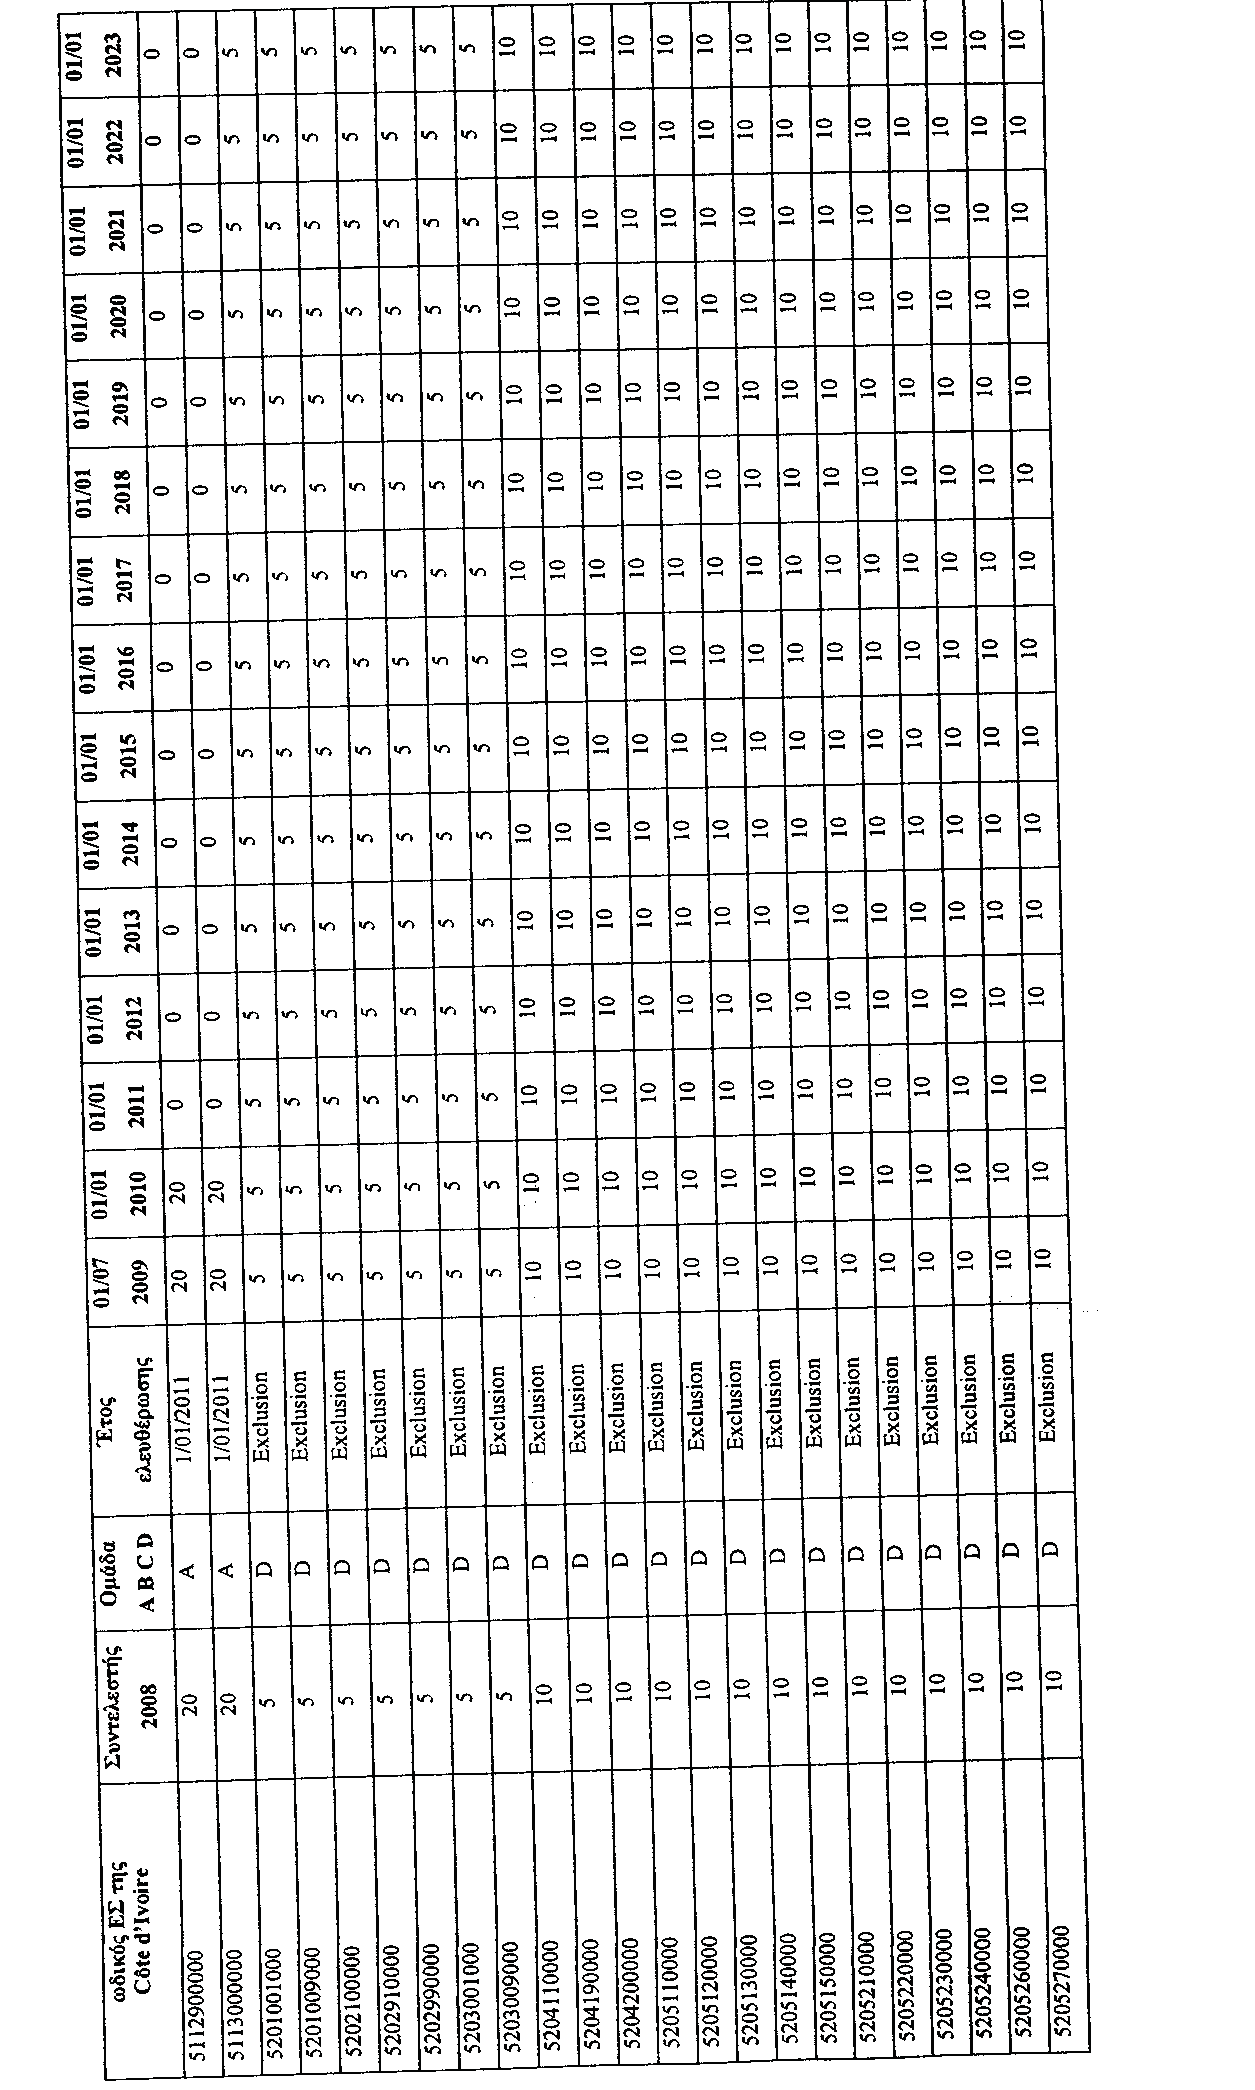 ωδικός ΕΣ της Συντελεστής Ομάδα Έτος 01/07 01/01 01/01 01/01 01/01 01/01 01/01 01/01 01/01 01/01 01/01 01/01 01/01 01/01 01/01
Côte d'Ivoire 2008 A B C D ελευθέρωσης 2009 2010 2011 2012 2013 2014 2015 2016 2017 2018 2019 2020 2021 2022 2023
5112900000 20 A 1/01/2011 20 20 0 0 0 0 0 0 0 0 0 0 0 0 0
5113000000 20 A 1/01/2011 20 20 0 0 0 0 0 0 0 0 0 0 0 0 0
5201001000 5 D Exclusion 5 5 5 5 5 5 5 5 5 5 5 5 5 5 5
5201009000 5 D Exclusion 5 5 5 5 5 5 5 5 5 5 5 5 5 5 5
5202100000 5 D Exclusion 5 5 5 5 5 5 5 5 5 5 5 5 5 5 5
5202910000 5 D Exclusion 5 5 5 5 5 5 5 5 5 5 5 5 5 5 5
5202990000 5 D Exclusion 5 5 5 5 5 5 5 5 5 5 5 5 5 5 5
5203001000 5 D Exclusion 5 5 5 5 5 5 5 5 5 5 5 5 5 5 5
5203009000 5 D Exclusion 5 5 5 5 5 5 5 5 5 5 5 5 5 5 5
5204110000 10 D Exclusion 10 10 10 10 10 10 10 10 10 10 10 10 10 10 10
5204190000 10 D Exclusion 10 10 10 10 10 10 10 10 10 10 10 10 10 10 10
5204200000 10 D Exclusion 10 10 10 10 10 10 10 10 10 10 10 10 10 10 10
5205110000 10 D Exclusion 10 10 10 10 10 10 10 10 10 10 10 10 10 10 10
5205120000 10 D Exclusion 10 10 10 10 10 10 10 10 10 10 10 10 10 10 10
5205130000 10 D Exclusion 10 10 10 10 10 10 10 10 10 10 10 10 10 10 10
5205140000 10 D Exclusion 10 10 10 10 10 10 10 10 10 10 10 10 10 10 10
5205150000 10 D Exclusion 10 10 10 10 10 10 10 10 10 10 10 10 10 10 10
5205210000 10 D Exclusion 10 10 10 10 10 10 10 10 10 10 10 10 10 10 10
5205220000 10 D Exclusion 10 10 10 10 10 10 10 10 10 10 10 10 10 10 10
5205230000 10 D Exclusion 10 10 10 10 10 10 10 10 10 10 10 10 10 10 10
5205240000 10 D Exclusion 10 10 10 10 10 10 10 10 10 10 10 10 10 10 10
5205260000 10 D Exclusion 10 10 10 10 10 10 10 10 10 10 10 10 10 10 10
5205270000 10 D Exclusion 10 10 10 10 10 10 10 10 10 10 10 10 10 10 10